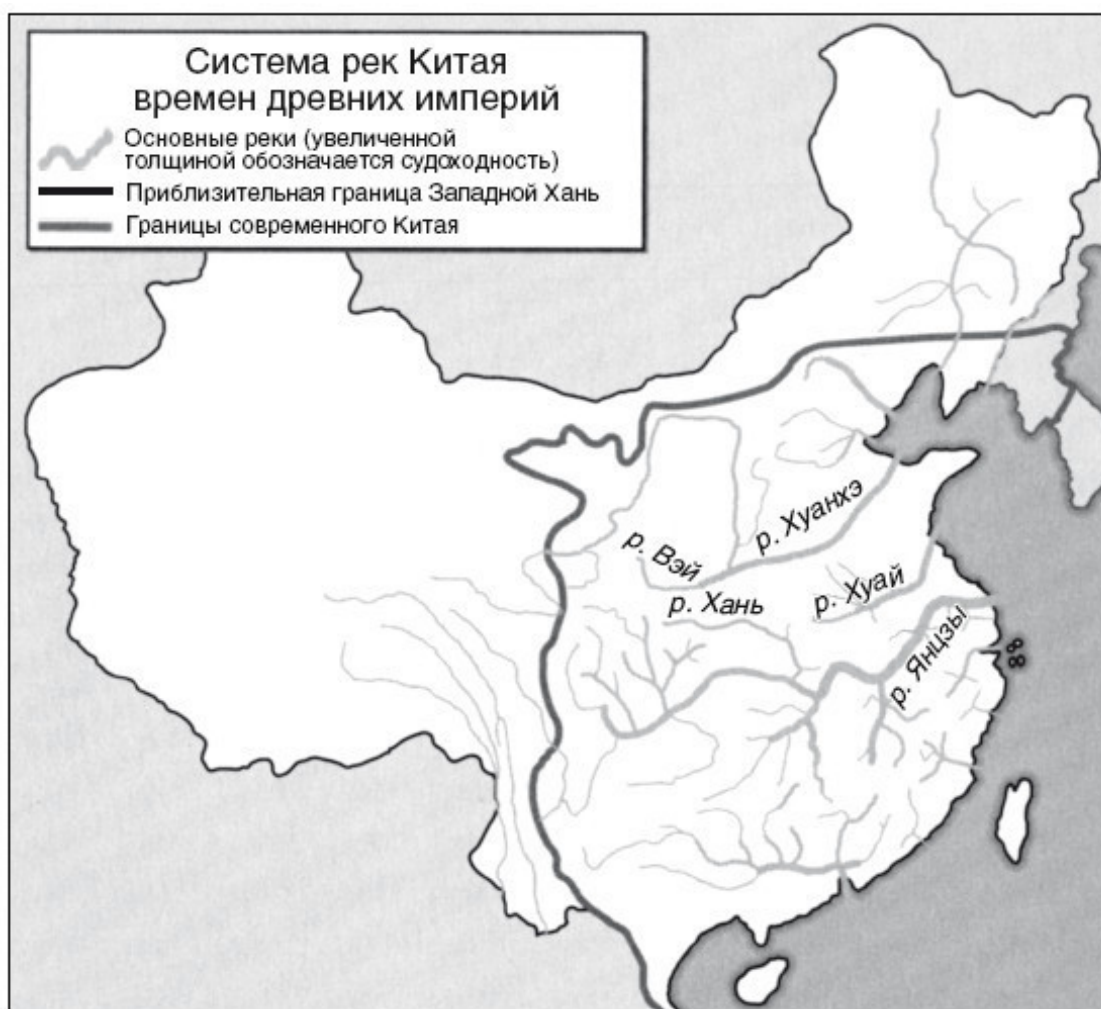 Система рек Китая
времен древних империй
Основные реки (увеличенной
толщиной обозначается судоходность)
Приблизительная граница Западной Хань
Границы современного Китая
р. Хуанхэ
р. Вэй
р. Хань
р. Хуай
р. Янцзы